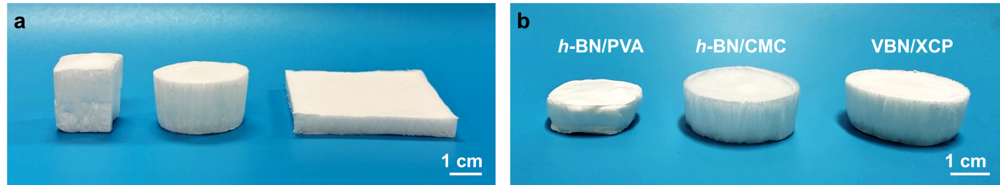 a
1 cm
b
h-BN/PVA h-BN/CMC VBN/XCP
1 cm